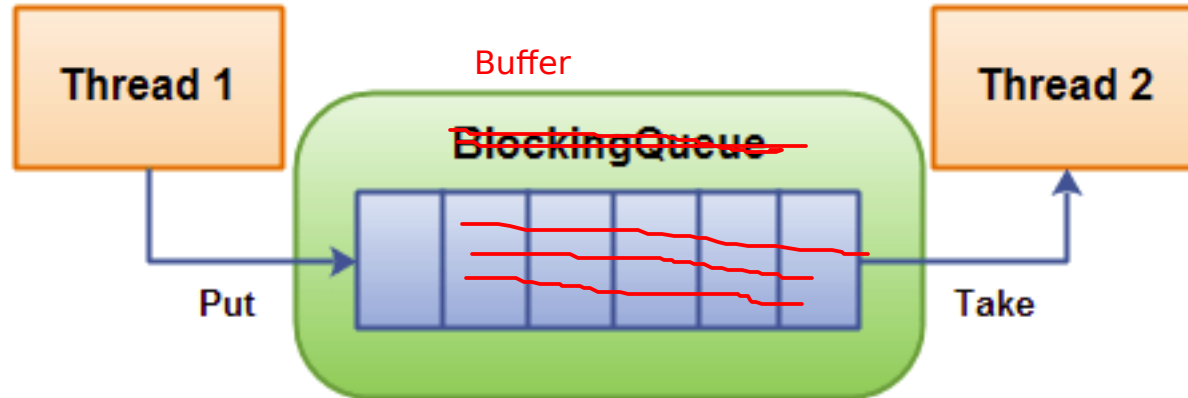 Buffer
Thread 1
Thread 2
BlockingQueue
Put
Take